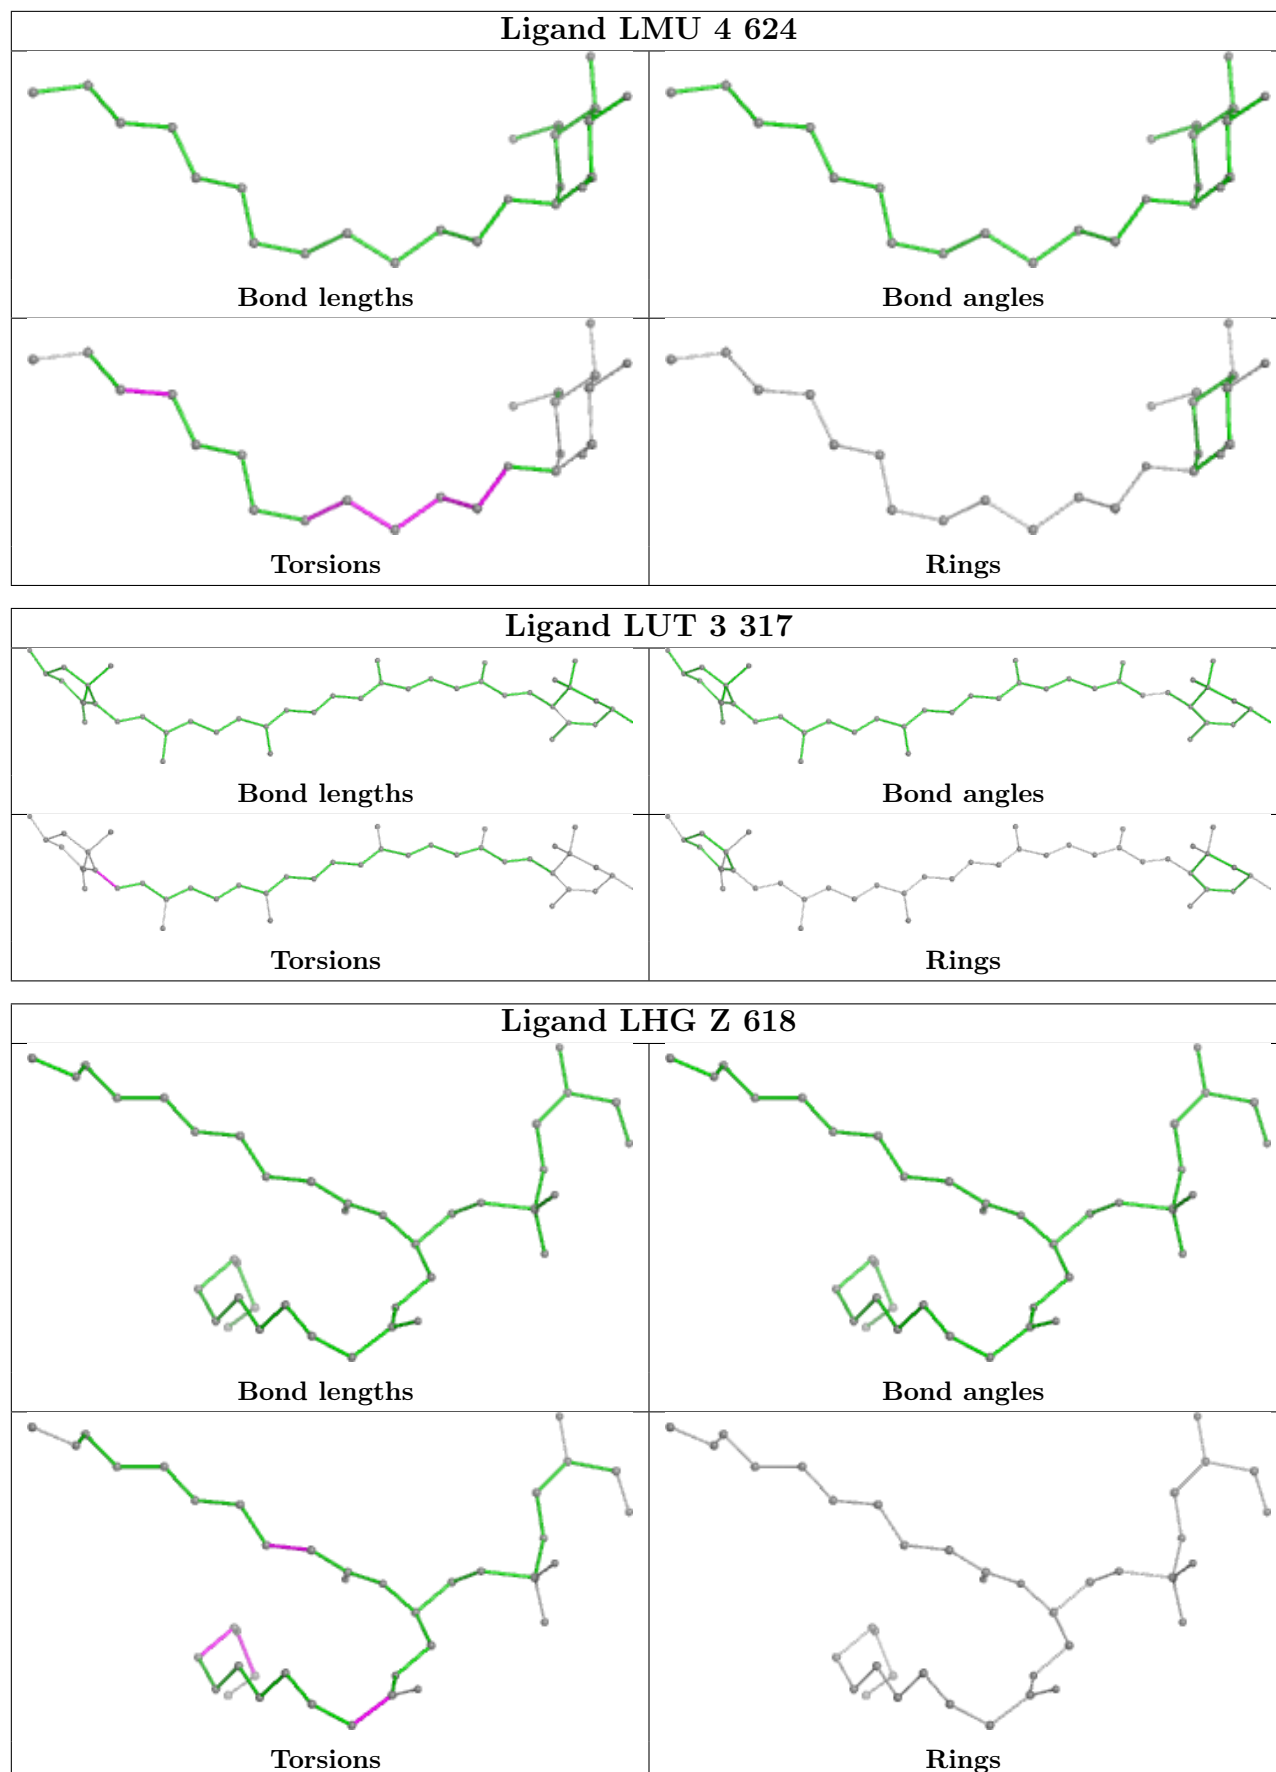 Ligand LMU 4 624
Bond lengths
Bond angles
Torsions
Rings
Ligand LUT 3 317
Bond lengths
Bond angles
Torsions
Rings
Ligand LHG Z 618
Bond lengths
Bond angles
Torsions
Rings